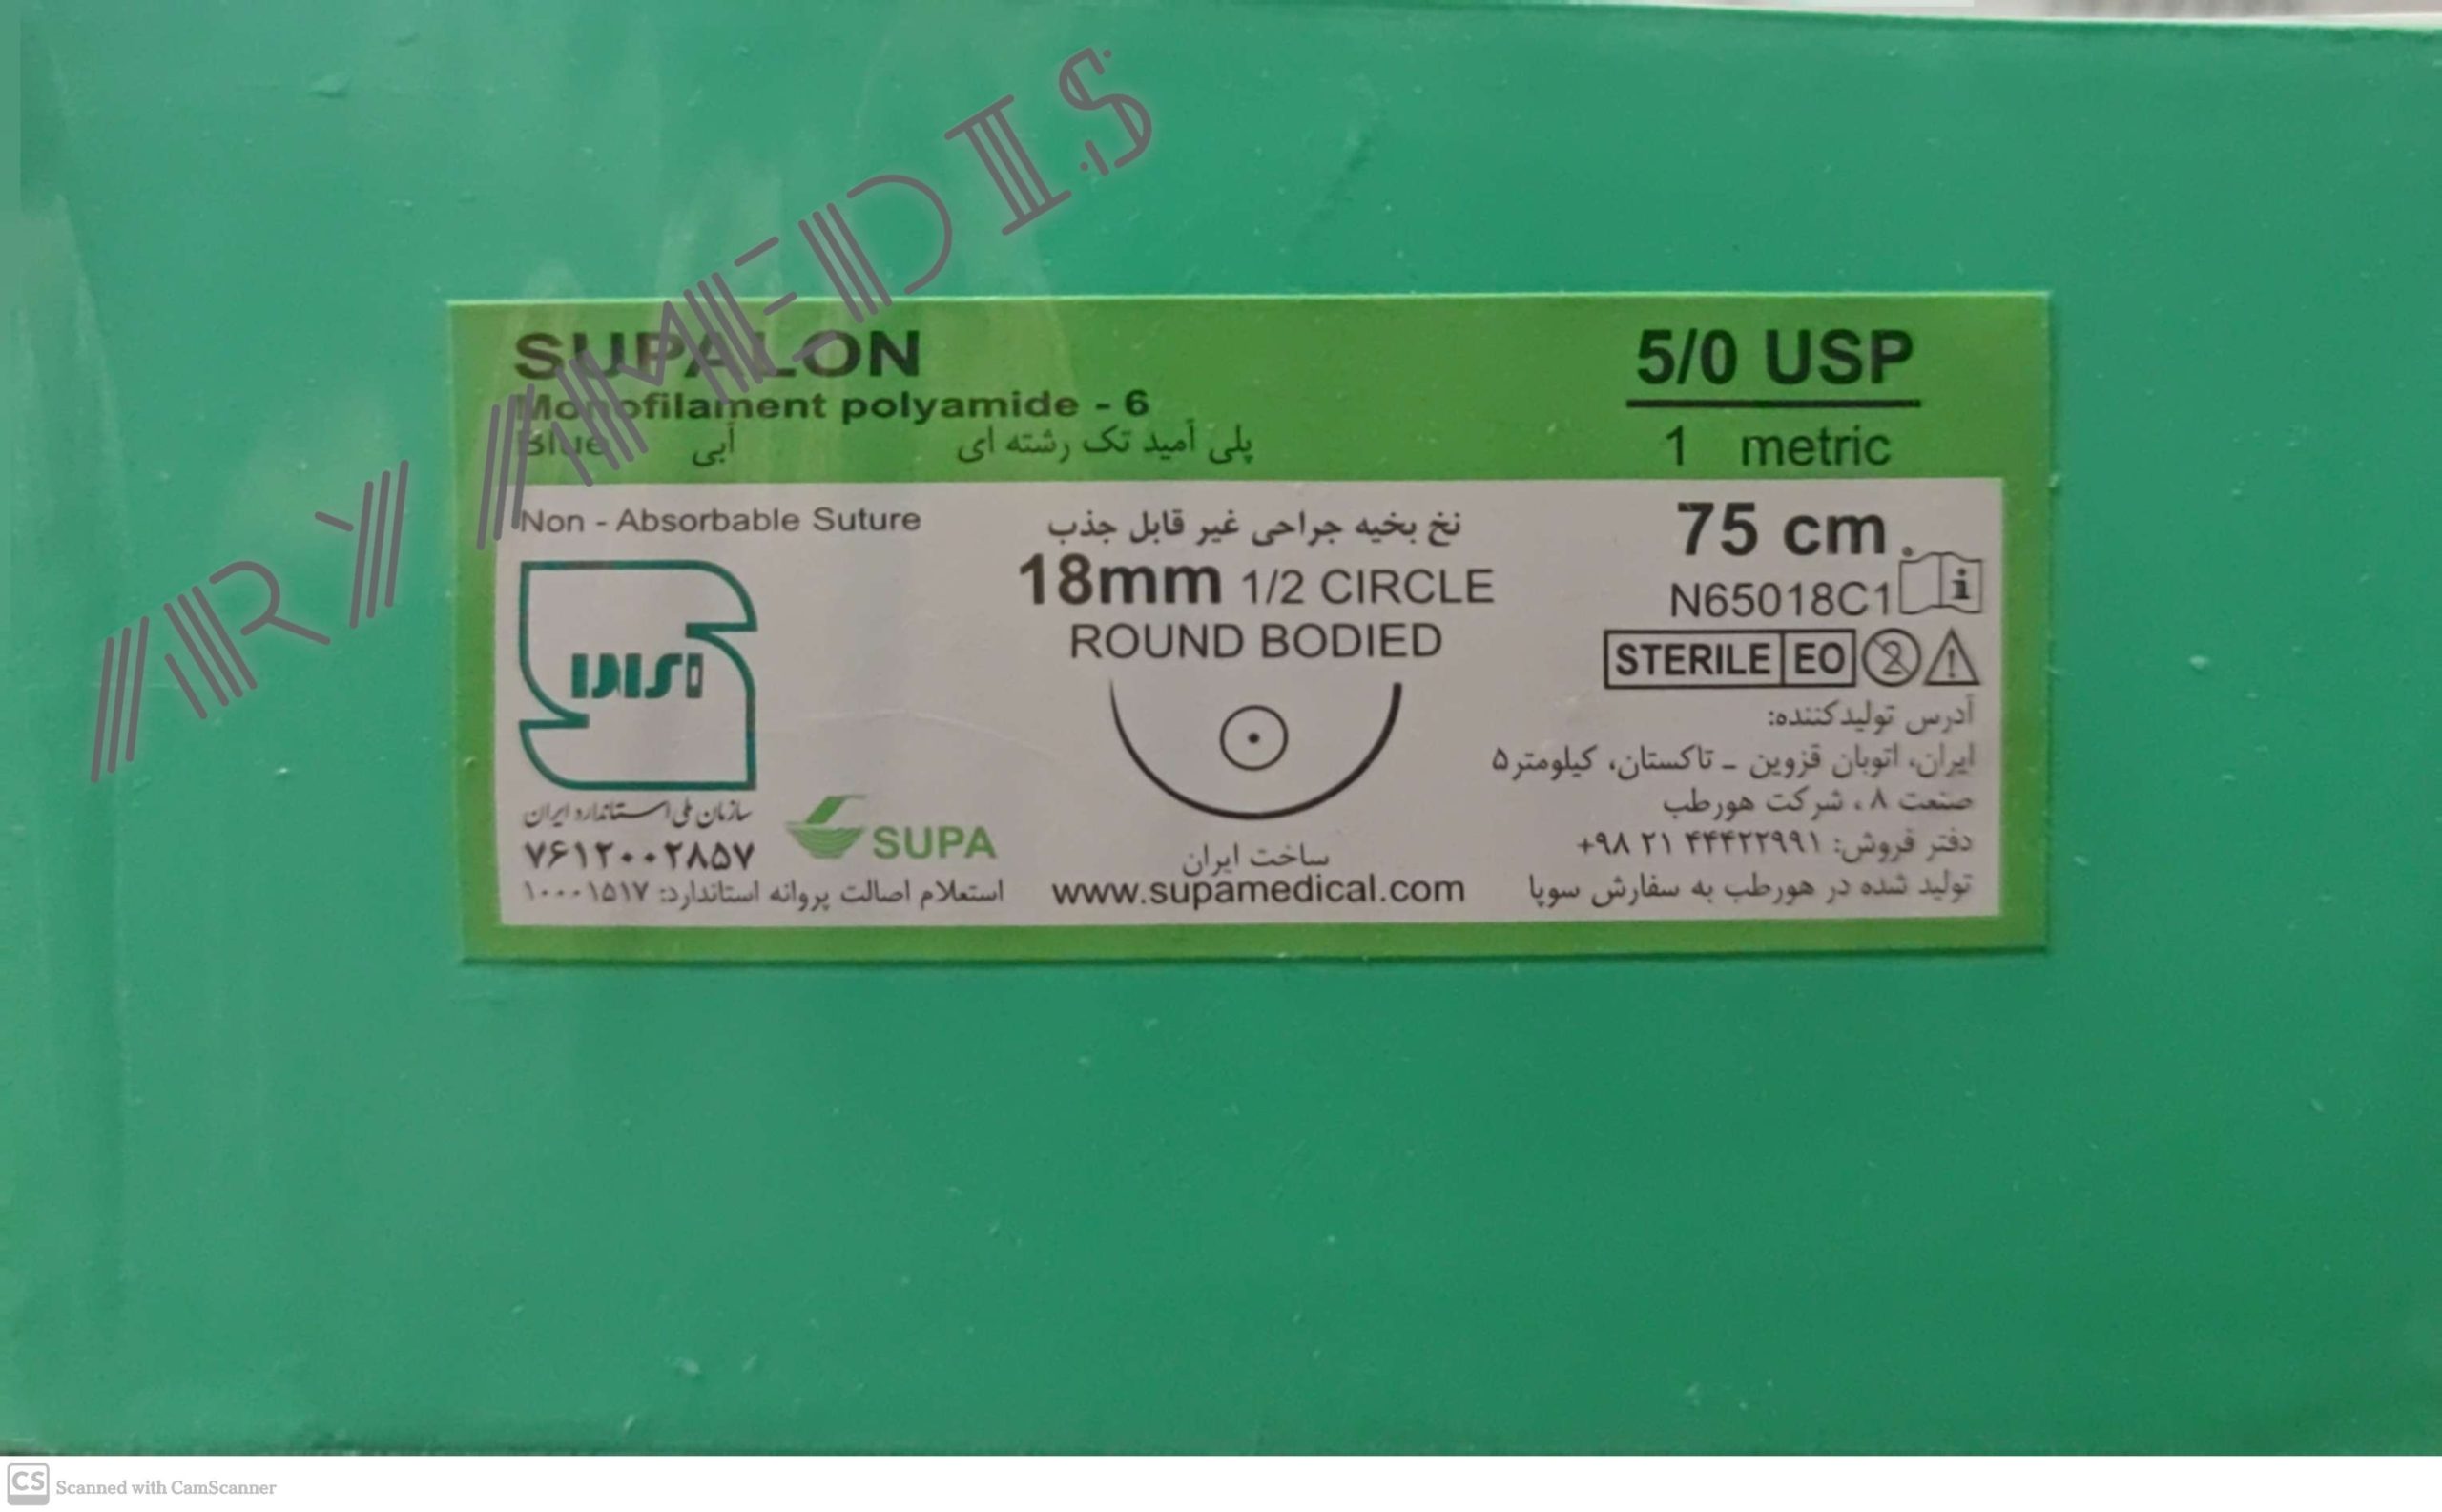 ARYAMEDIS
SUPALON
Monofilament polyamide - 6
Blue آبی پلی آمید تک رشته ای
5/0 USP
1 metric
Non - Absorbable Suture
نخ بخیه جراحی غیر قابل جذب
18mm 1/2 CIRCLE
ROUND BODIED
75 cm
N65018C1
i
STERILE EO 2
ISIRI
سازمان ملی استاندارد ایران
۷۶۱۲۰۰۲۸۵۷
استعلام اصالت پروانه استاندارد: ۱۰۰۰۱۵۱۷
SUPA
ساخت ایران
www.supamedical.com
آدرس تولیدکننده:
ایران، اتوبان قزوین - تاکستان، کیلومتر۵
صنعت ۸، شرکت هورطب
دفتر فروش: ۴۴۴۲۲۹۹۱ ۲۱ ۹۸+
تولید شده در هورطب به سفارش سوپا
CS Scanned with CamScanner